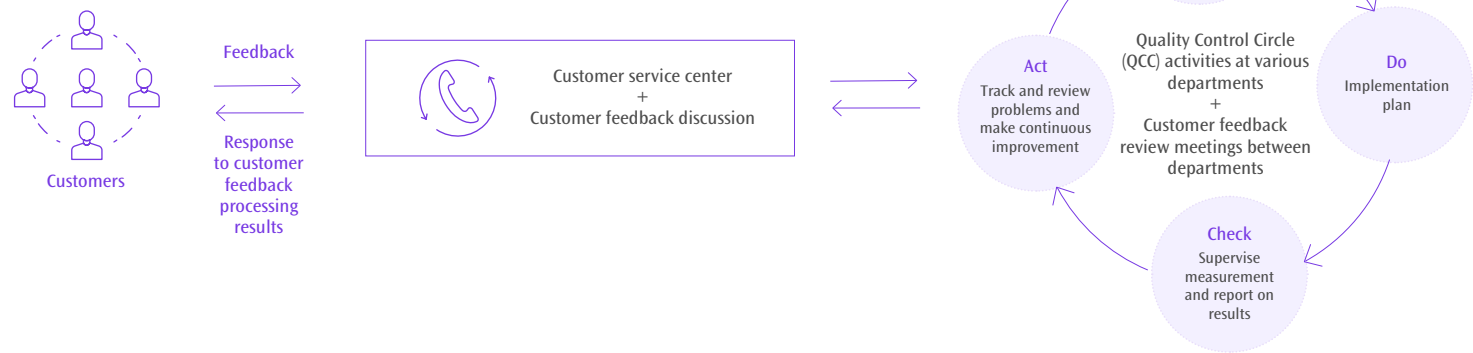 Feedback
Response
to customer
feedback
processing
results
Customers
Customer service center
+
Customer feedback discussion
Act
Track and review
problems and
make continuous
improvement
Quality Control Circle
(QCC) activities at various
departments
+
Customer feedback
review meetings between
departments
Do
Implementation
plan
Check
Supervise
measurement
and report on
results